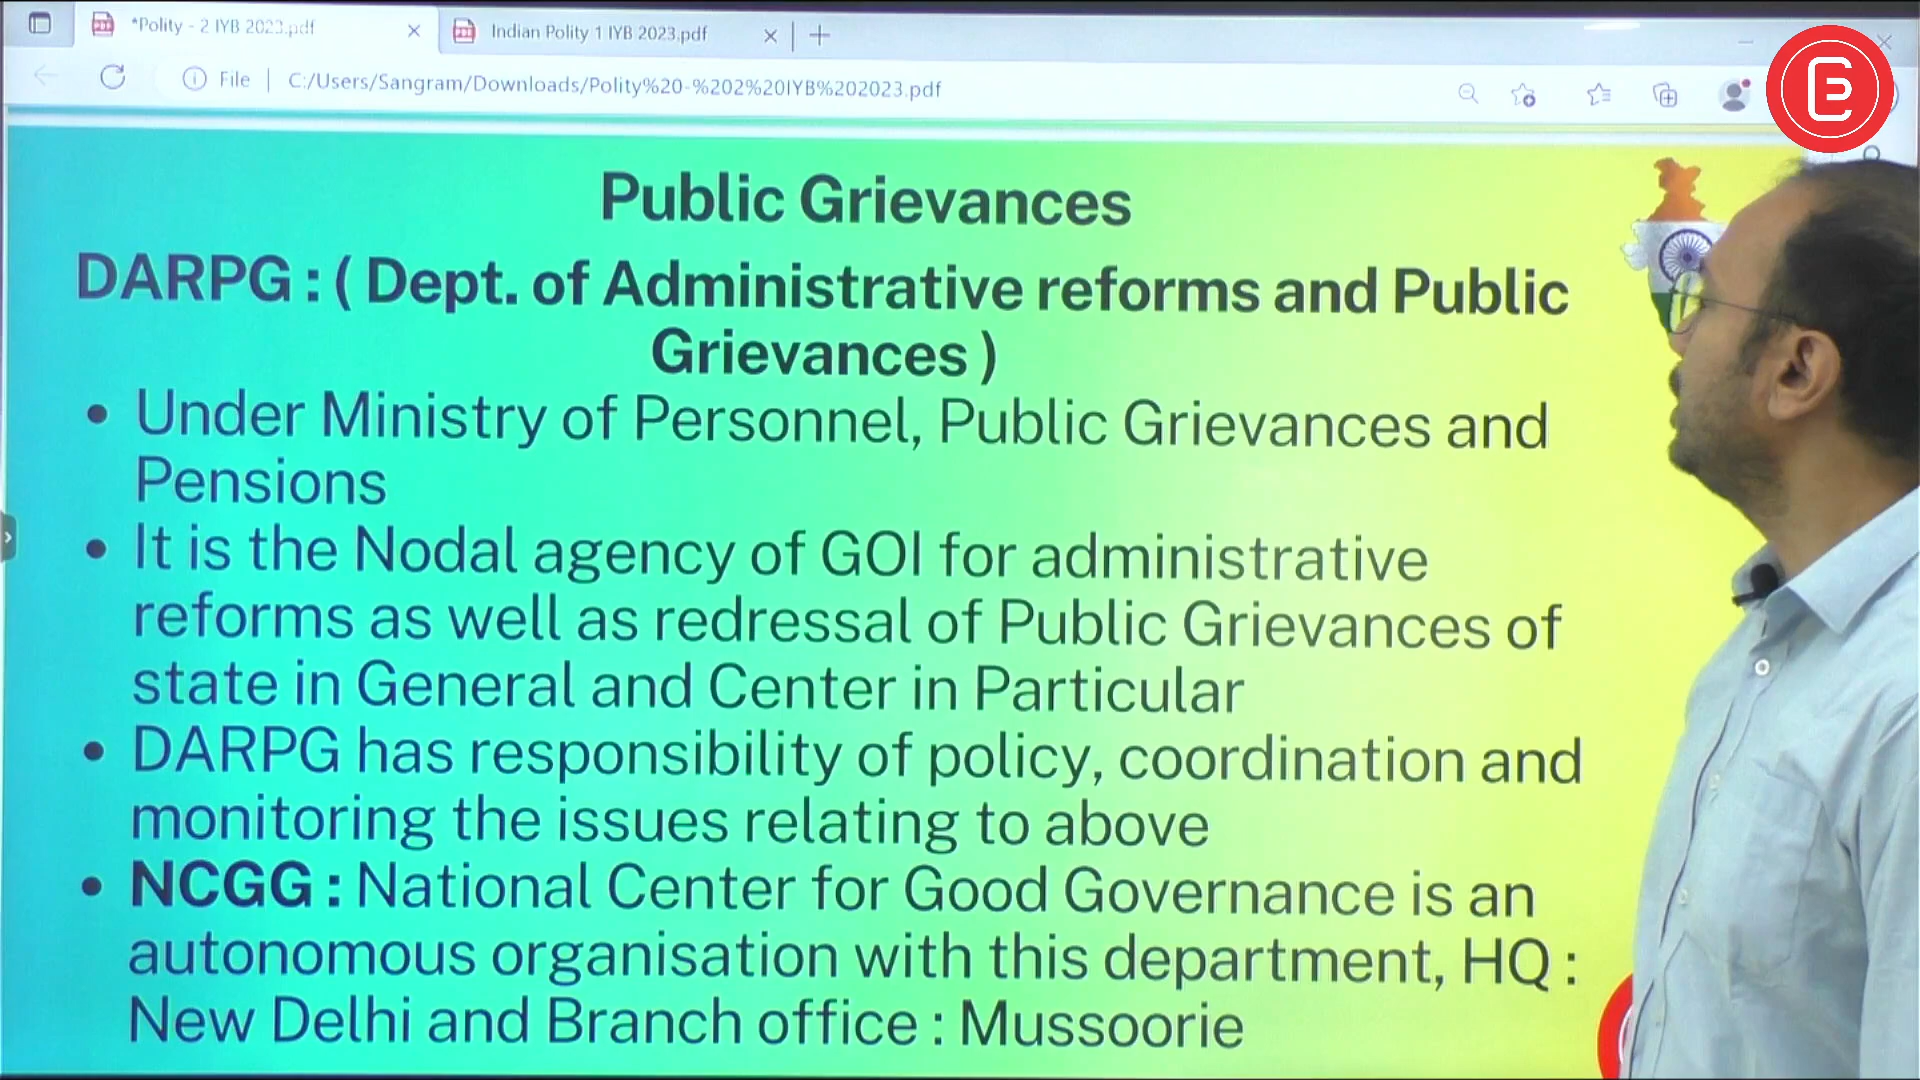 *Polity - 2 IYB 2023.pdf
Indian Polity 1 IYB 2023.pdf
File
C:/Users/Sangram/Downloads/Polity%20-%202%20IYB%202023.pdf
Public Grievances
DARPG : ( Dept. of Administrative reforms and Public
Grievances )
• Under Ministry of Personnel, Public Grievances and
Pensions
• It is the Nodal agency of GOI for administrative
reforms as well as redressal of Public Grievances of
state in General and Center in Particular
• DARPG has responsibility of policy, coordination and
monitoring the issues relating to above
• NCGG : National Center for Good Governance is an
autonomous organisation with this department, HQ :
New Delhi and Branch office : Mussoorie